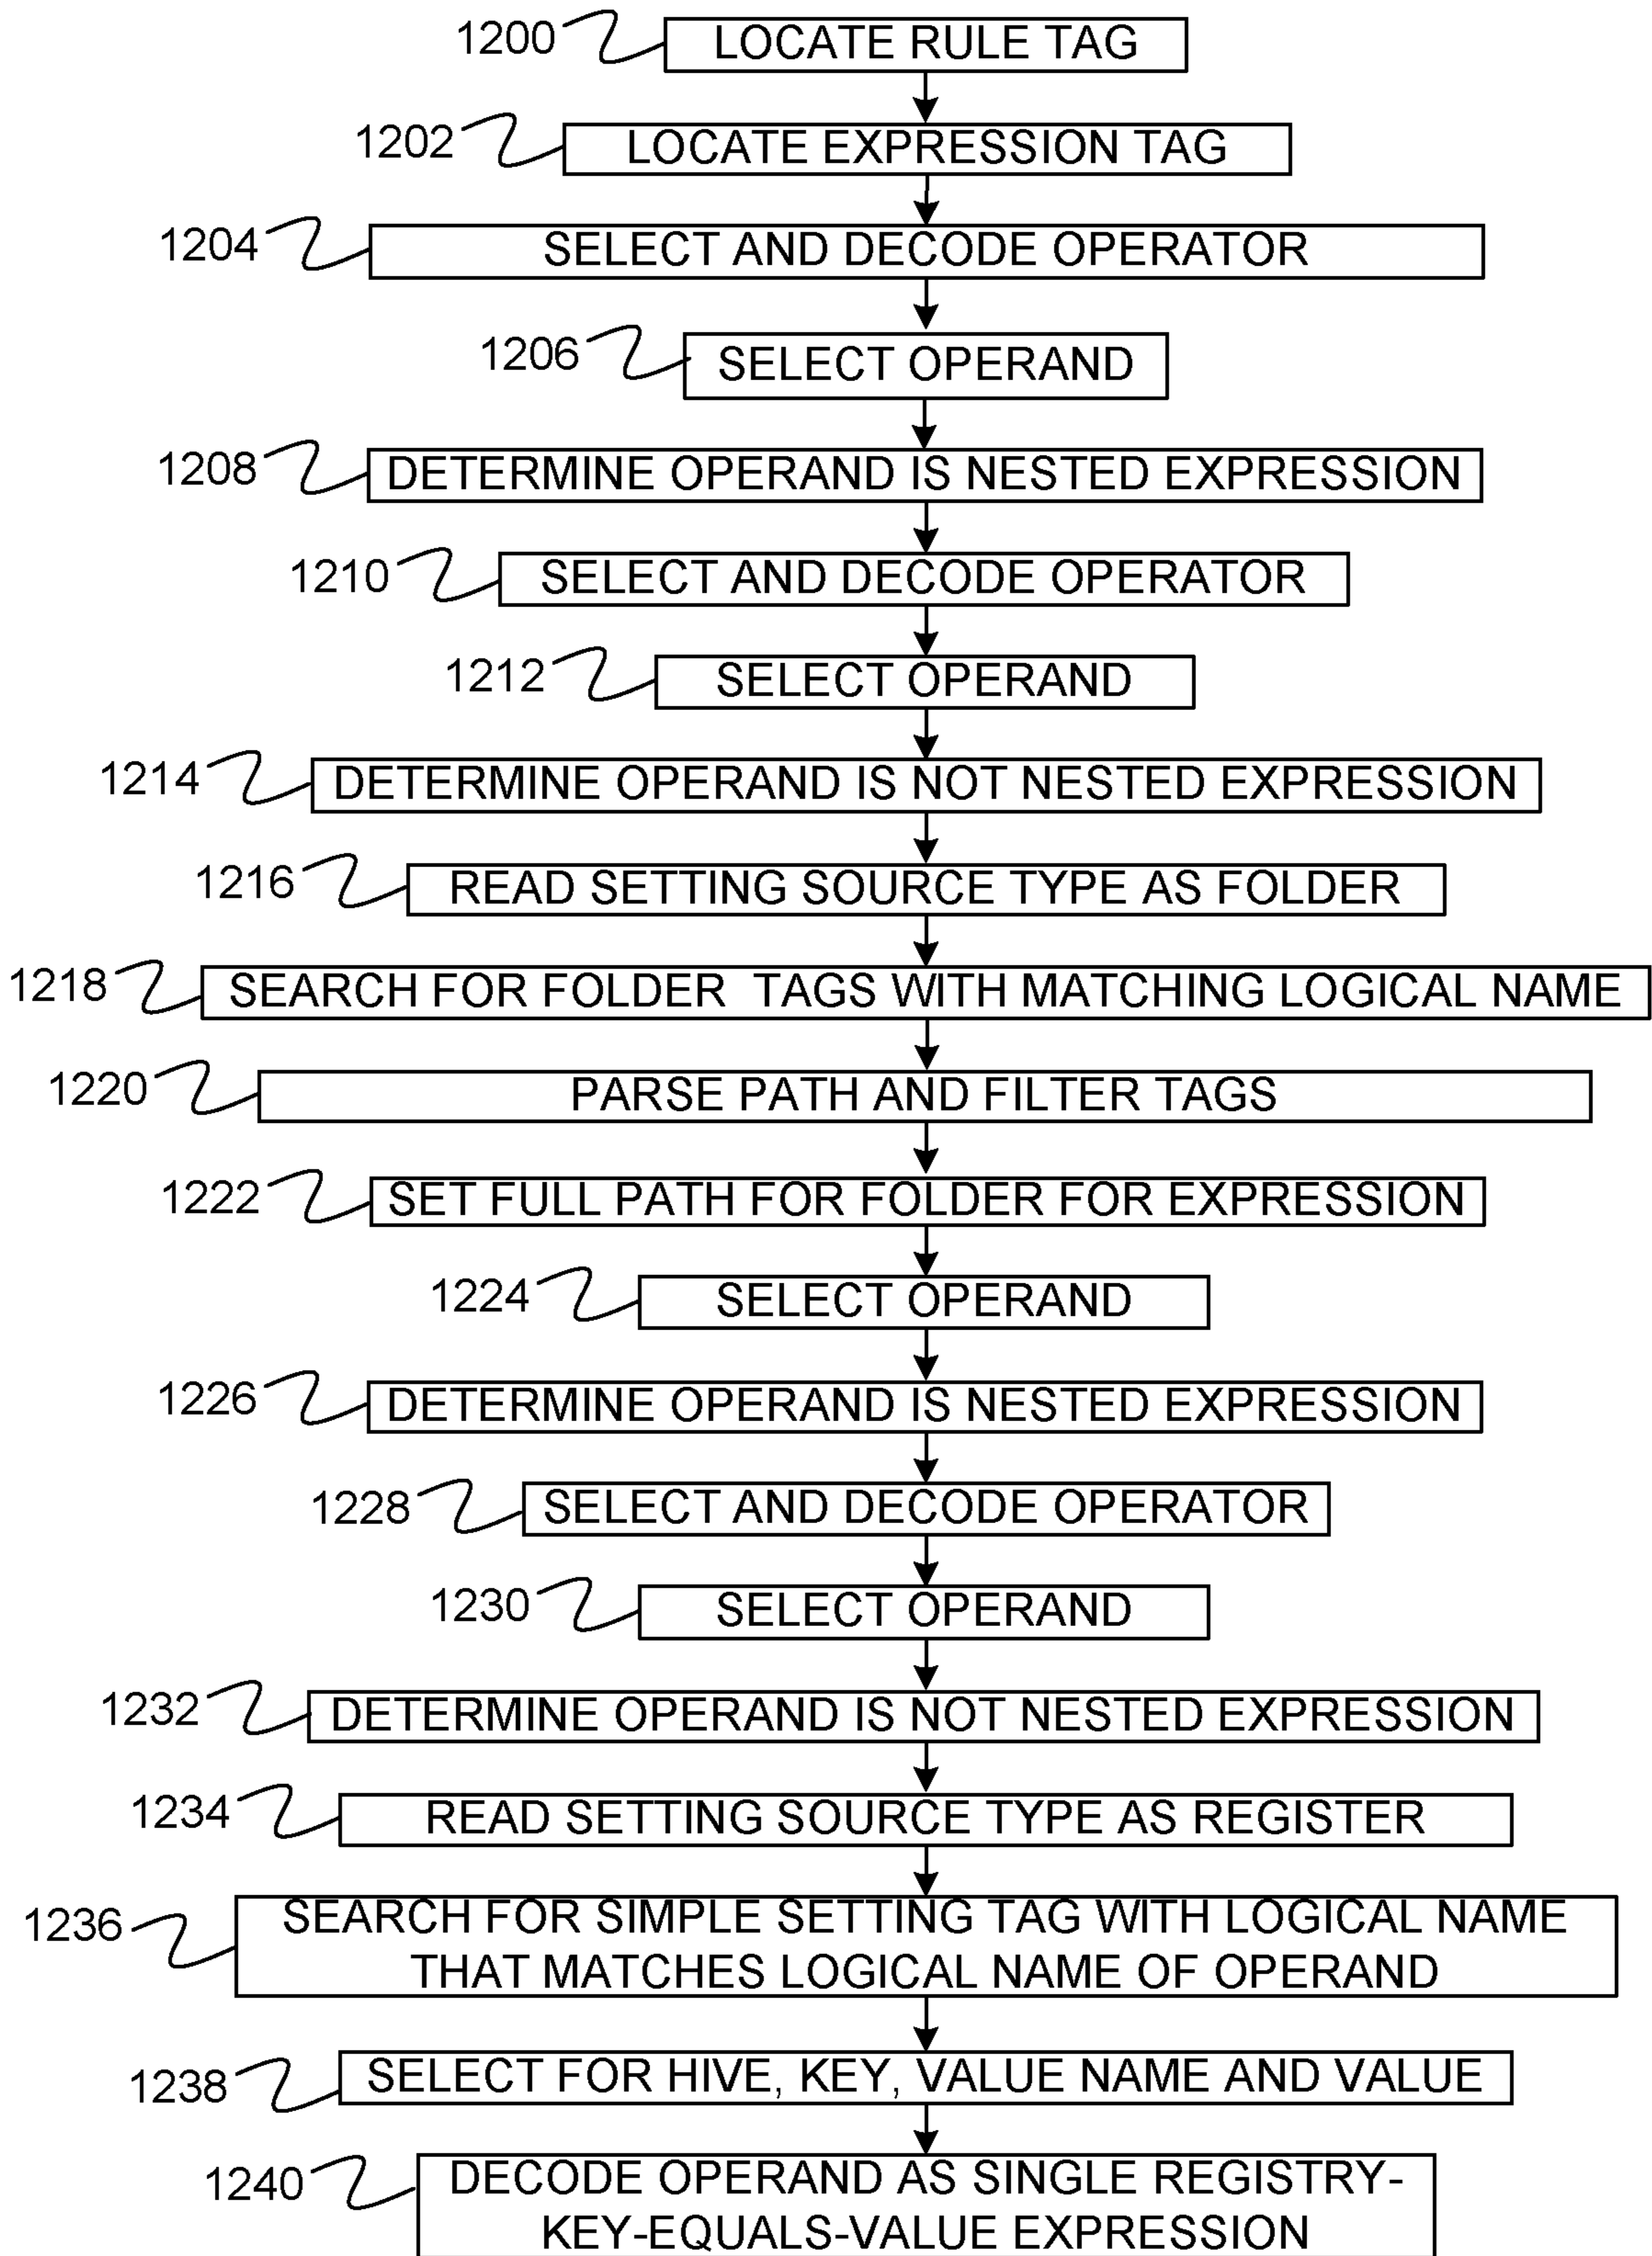 1200 LOCATE RULE TAG
1202 LOCATE EXPRESSION TAG
1204 SELECT AND DECODE OPERATOR
1206 SELECT OPERAND
1208 DETERMINE OPERAND IS NESTED EXPRESSION
1210 SELECT AND DECODE OPERATOR
1212 SELECT OPERAND
1214 DETERMINE OPERAND IS NOT NESTED EXPRESSION
1216 READ SETTING SOURCE TYPE AS FOLDER
1218 SEARCH FOR FOLDER TAGS WITH MATCHING LOGICAL NAME
1220 PARSE PATH AND FILTER TAGS
1222 SET FULL PATH FOR FOLDER FOR EXPRESSION
1224 SELECT OPERAND
1226 DETERMINE OPERAND IS NESTED EXPRESSION
1228 SELECT AND DECODE OPERATOR
1230 SELECT OPERAND
1232 DETERMINE OPERAND IS NOT NESTED EXPRESSION
1234 READ SETTING SOURCE TYPE AS REGISTER
1236 SEARCH FOR SIMPLE SETTING TAG WITH LOGICAL NAME
THAT MATCHES LOGICAL NAME OF OPERAND
1238 SELECT FOR HIVE, KEY, VALUE NAME AND VALUE
1240 DECODE OPERAND AS SINGLE REGISTRY-
KEY-EQUALS-VALUE EXPRESSION